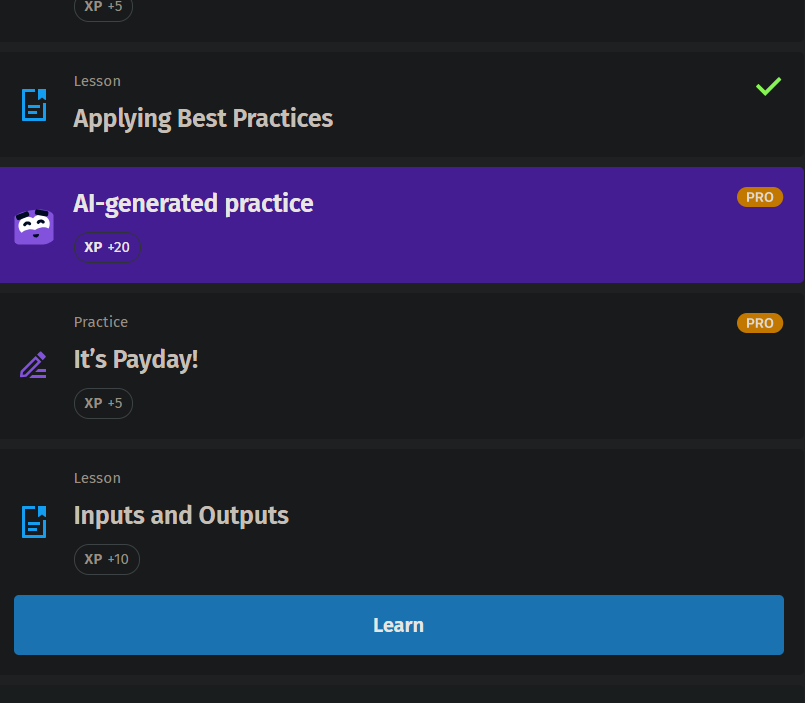 XP +5
Lesson
Applying Best Practices
AI-generated practice
PRO
XP +20
Practice
PRO
It’s Payday!
XP +5
Lesson
Inputs and Outputs
XP +10
Learn